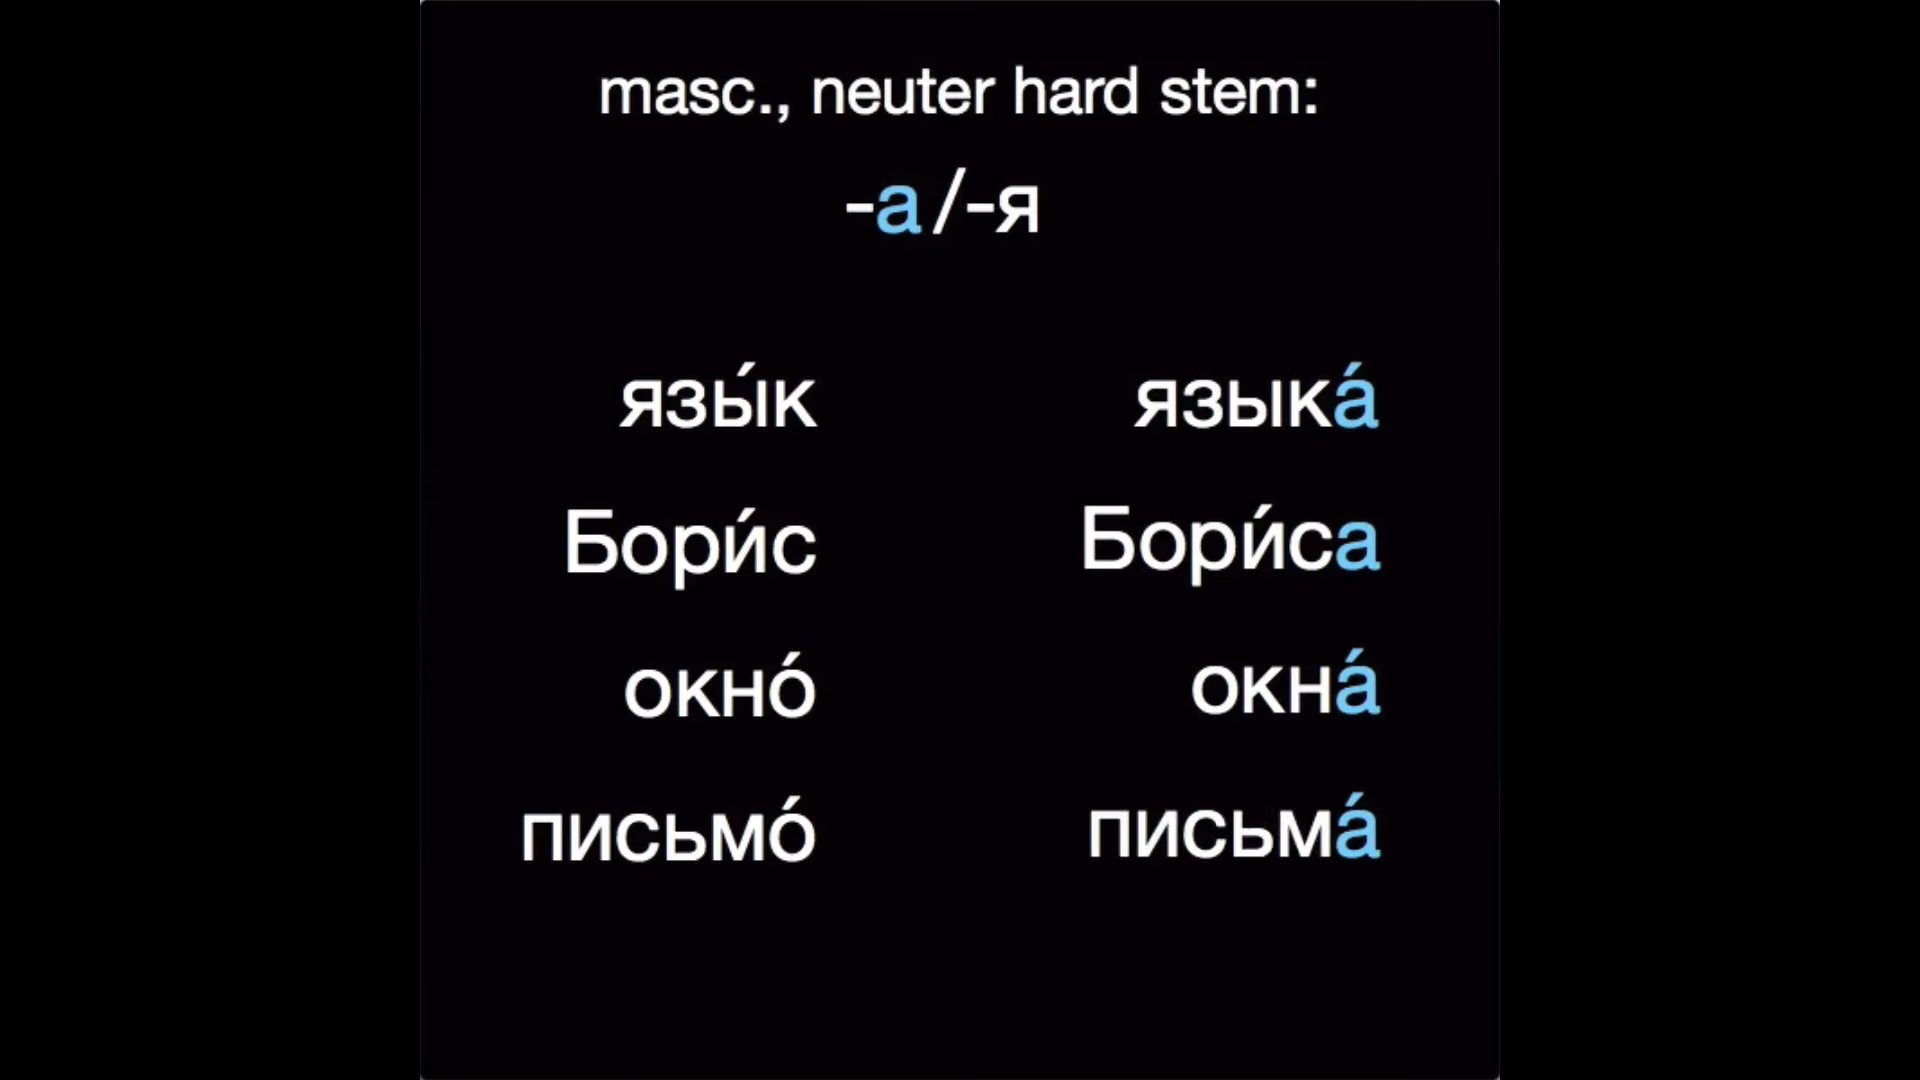 masc., neuter hard stem:
-а/-я
язы́к языка́
Бори́с Бори́са
окно́ окна́
письмо́ письма́